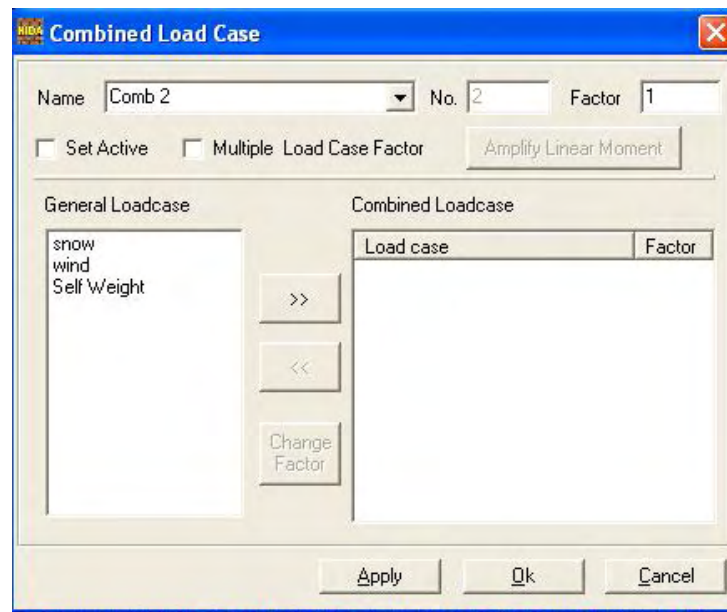 NIDA Combined Load Case
Name Comb 2 No. 2 Factor 1
Set Active Multiple Load Case Factor Amplify Linear Moment
General Loadcase Combined Loadcase
snow Load case Factor
wind
Self Weight
>>
<<
Change
Factor
Apply Ok Cancel